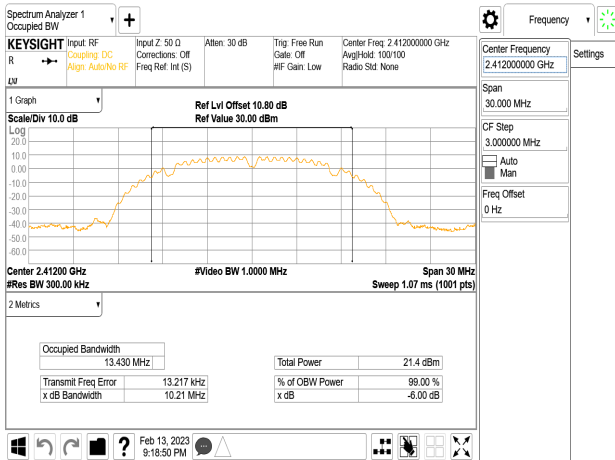 Spectrum Analyzer 1
Occupied BW
Frequency
KEYSIGHT
R
LXI
Input: RF
Coupling: DC
Align: Auto/No RF
Input Z: 50 Ω
Corrections: Off
Freq Ref: Int (S)
Atten: 30 dB
Trig: Free Run
Gate: Off
#IF Gain: Low
Center Freq: 2.412000000 GHz
Avg|Hold: 100/100
Radio Std: None
Center Frequency
2.412000000 GHz
Settings
Span
30.000 MHz
CF Step
3.000000 MHz
Auto
Man
Freq Offset
0 Hz
1 Graph
Scale/Div 10.0 dB
Ref Lvl Offset 10.80 dB
Ref Value 30.00 dBm
Log
20.0
10.0
0.00
-10.0
-20.0
-30.0
-40.0
-50.0
-60.0
Center 2.41200 GHz
#Video BW 1.0000 MHz
Span 30 MHz
#Res BW 300.00 kHz
Sweep 1.07 ms (1001 pts)
2 Metrics
Occupied Bandwidth
13.430 MHz
Total Power 21.4 dBm
Transmit Freq Error 13.217 kHz
% of OBW Power 99.00 %
x dB Bandwidth 10.21 MHz
x dB -6.00 dB
?
Feb 13, 2023
9:18:50 PM